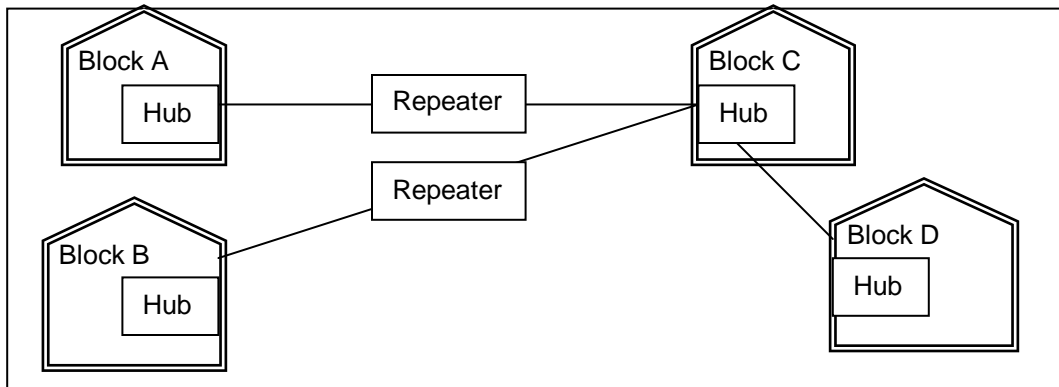 Block A
Hub
Repeater
Block C
Hub
Repeater
Block B
Hub
Block D
Hub